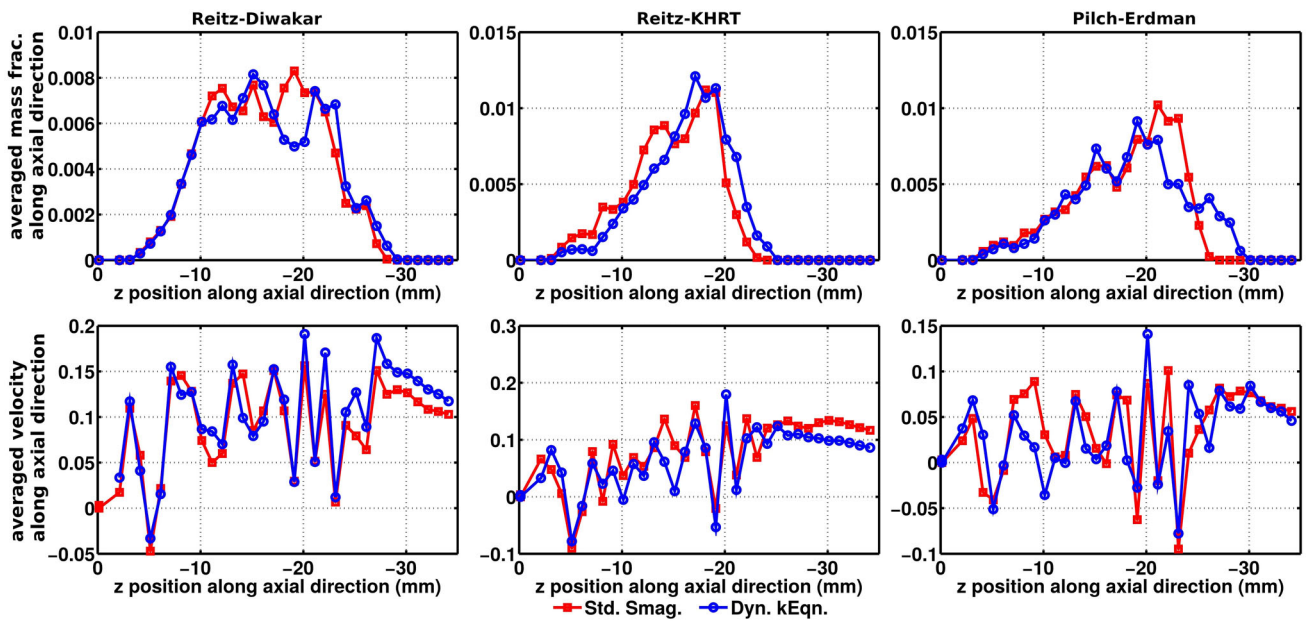 Reitz-Diwakar
Reitz-KHRT
Pilch-Erdman
averaged mass frac.
along axial direction
0.01
0.008
0.006
0.004
0.002
0
0 −10 −20 −30
z position along axial direction (mm)
0.015
0.01
0.005
0
0 −10 −20 −30
z position along axial direction (mm)
0.015
0.01
0.005
0
0 −10 −20 −30
z position along axial direction (mm)
averaged velocity
along axial direction
0.2
0.15
0.1
0.05
0
−0.05
0 −10 −20 −30
z position along axial direction (mm)
0.3
0.2
0.1
0
−0.1
0 −10 −20 −30
z position along axial direction (mm)
0.15
0.1
0.05
0
−0.05
−0.1
0 −10 −20 −30
z position along axial direction (mm)
Std. Smag. Dyn. kEqn.